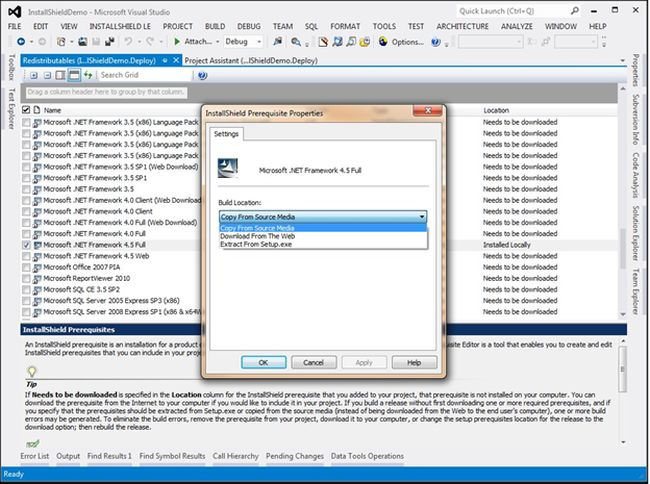 InstallShieldDemo - Microsoft Visual Studio
Quick Launch (Ctrl+Q)
FILE EDIT VIEW INSTALLSHIELD LE PROJECT BUILD DEBUG TEAM SQL FORMAT TOOLS TEST ARCHITECTURE ANALYZE WINDOW HELP
Attach... Debug Options...
Toolbox
Test Explorer
Redistributables (I...lShieldDemo.Deploy)
Project Assistant (...lShieldDemo.Deploy)
Search Grid
Drag a column header here to group by that column.
Name
Location
Microsoft .NET Framework 3.5 (x86) Language Pack
Needs to be downloaded
Microsoft .NET Framework 3.5 (x86) Language Pack
Needs to be downloaded
Microsoft .NET Framework 3.5 (x86) Language Pack
Needs to be downloaded
Microsoft .NET Framework 3.5 (x86) Language Pack
Needs to be downloaded
Microsoft .NET Framework 3.5 SP1 (Web Download)
Needs to be downloaded
Microsoft .NET Framework 3.5 SP1
Needs to be downloaded
Microsoft .NET Framework 3.5
Needs to be downloaded
Microsoft .NET Framework 4.0 Client (Web Download)
Needs to be downloaded
Microsoft .NET Framework 4.0 Client
Needs to be downloaded
Microsoft .NET Framework 4.0 Full (Web Download)
Needs to be downloaded
Microsoft .NET Framework 4.0 Full
Needs to be downloaded
Microsoft .NET Framework 4.5 Full
Installed Locally
Microsoft .NET Framework 4.5 Web
Needs to be downloaded
Microsoft Office 2007 PIA
Needs to be downloaded
Microsoft ReportViewer 2010
Needs to be downloaded
Microsoft SQL CE 3.5 SP2
Needs to be downloaded
Microsoft SQL Server 2005 Express SP3 (x86)
Needs to be downloaded
Microsoft SQL Server 2008 Express SP1 (x86 & x64W
Needs to be downloaded
InstallShield Prerequisite Properties
Settings
Microsoft .NET Framework 4.5 Full
Build Location:
Copy From Source Media
Copy From Source Media
Download From The Web
Extract From Setup.exe
OK Cancel Apply Help
Properties
Subversion Info
Code Analysis
Solution Explorer
Team Explorer
InstallShield Prerequisites
An InstallShield prerequisite is an installation for a product
uisite Editor is a tool that enables you to create and edit
InstallShield prerequisites that you can include in your proj
Tip
If Needs to be downloaded is specified in the Location column for the InstallShield prerequisite that you added to your project, that prerequisite is not installed on your computer. You can
download the prerequisite from the Internet to your computer if you would like to include it in your project. If you build a release without first downloading one or more required prerequisites, and if
you specify that the prerequisites should be extracted from Setup.exe or copied from the source media (instead of being downloaded from the Web to the end user's computer), one or more build
errors may be generated. To eliminate the build errors, remove the prerequisite from your project, download it to your computer, or change the setup prerequisites location for the release to the
download option; then rebuild the release.
Error List Output Find Results 1 Find Symbol Results Call Hierarchy Pending Changes Data Tools Operations
Ready